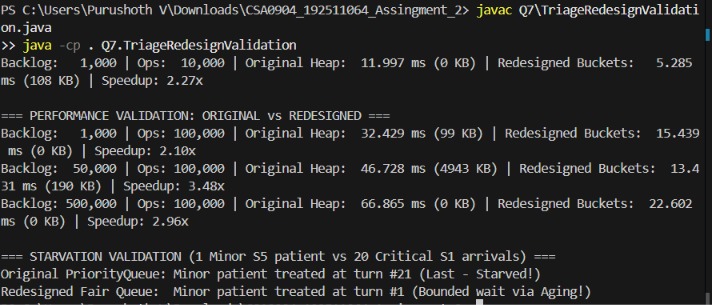 PS C:\Users\Purushoth V\Downloads\CSA0904_192511064_Assingment_2> javac Q7\TriageRedesignValidati
on.java
>> java -cp . Q7.TriageRedesignValidation
Backlog:   1,000 | Ops:  10,000 | Original Heap:  11.997 ms (0 KB) | Redesigned Buckets:   5.285
ms (108 KB) | Speedup: 2.27x
=== PERFORMANCE VALIDATION: ORIGINAL vs REDESIGNED ===
Backlog:   1,000 | Ops: 100,000 | Original Heap:  32.429 ms (99 KB) | Redesigned Buckets:  15.439
 ms (0 KB) | Speedup: 2.10x
Backlog:  50,000 | Ops: 100,000 | Original Heap:  46.728 ms (4943 KB) | Redesigned Buckets:  13.4
31 ms (190 KB) | Speedup: 3.48x
Backlog: 500,000 | Ops: 100,000 | Original Heap:  66.865 ms (0 KB) | Redesigned Buckets:  22.602
ms (0 KB) | Speedup: 2.96x
=== STARVATION VALIDATION (1 Minor S5 patient vs 20 Critical S1 arrivals) ===
Original PriorityQueue: Minor patient treated at turn #21 (Last - Starved!)
Redesigned Fair Queue:  Minor patient treated at turn #1 (Bounded wait via Aging!)